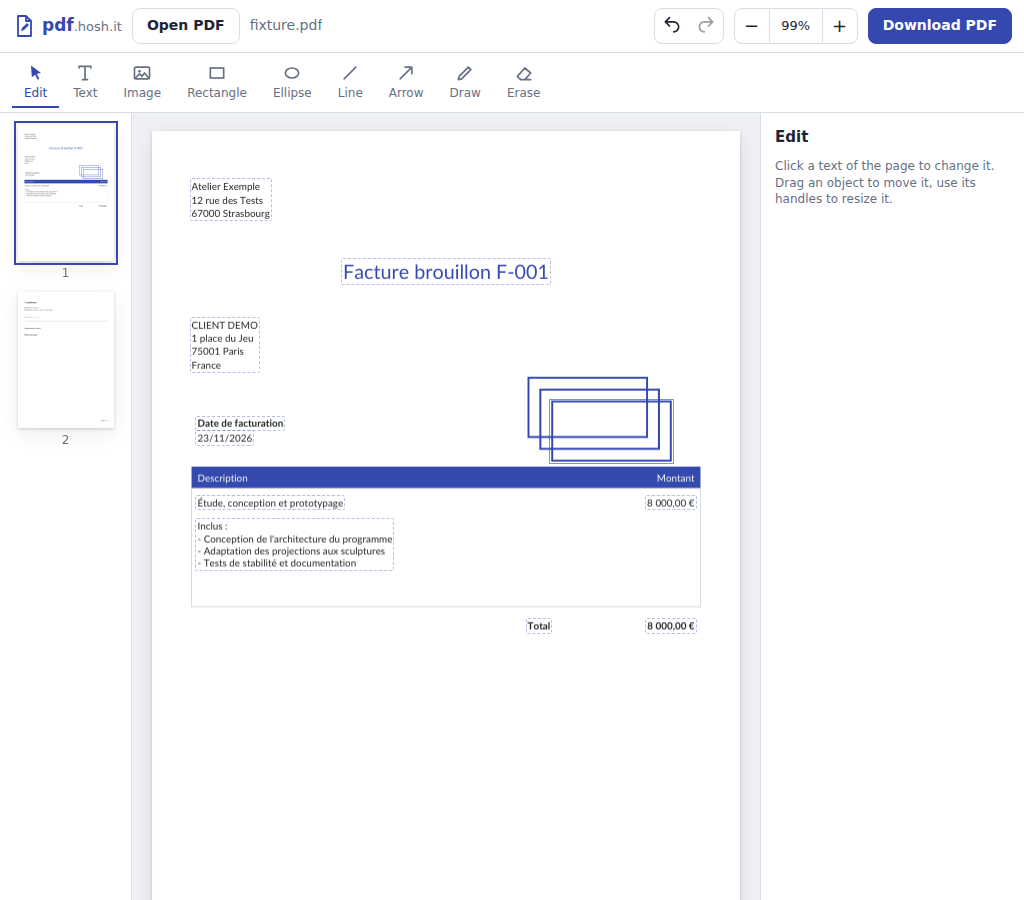 pdf.hosh.it
Open PDF
fixture.pdf
99%
Download PDF
Edit
Text
Image
Rectangle
Ellipse
Line
Arrow
Draw
Erase
1
2
Atelier Exemple
12 rue des Tests
67000 Strasbourg
Facture brouillon F-001
CLIENT DEMO
1 place du Jeu
75001 Paris
France
Date de facturation
23/11/2026
Description Montant
Étude, conception et prototypage 8 000,00 €
Inclus :
- Conception de l'architecture du programme
- Adaptation des projections aux sculptures
- Tests de stabilité et documentation
Total 8 000,00 €
Edit
Click a text of the page to change it.
Drag an object to move it, use its
handles to resize it.